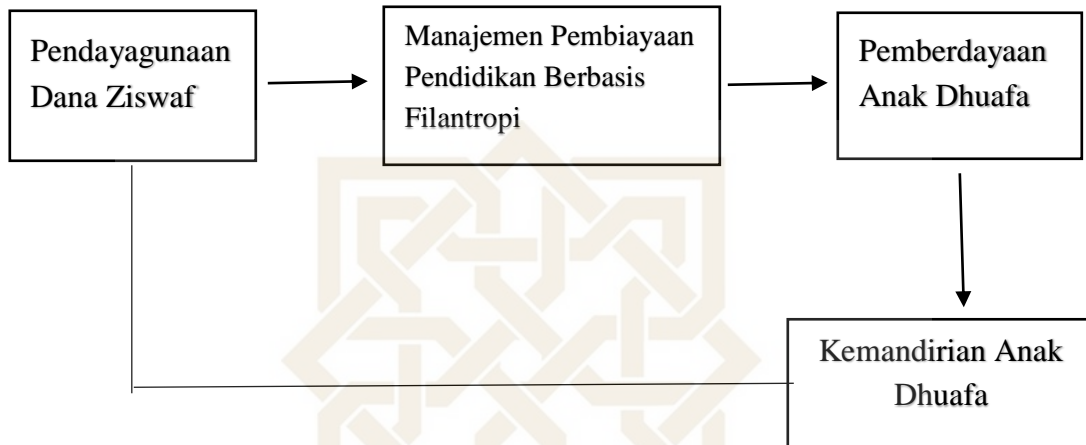 Pendayagunaan
Dana Ziswaf
Manajemen Pembiayaan
Pendidikan Berbasis
Filantropi
Pemberdayaan
Anak Dhuafa
Kemandirian Anak
Dhuafa